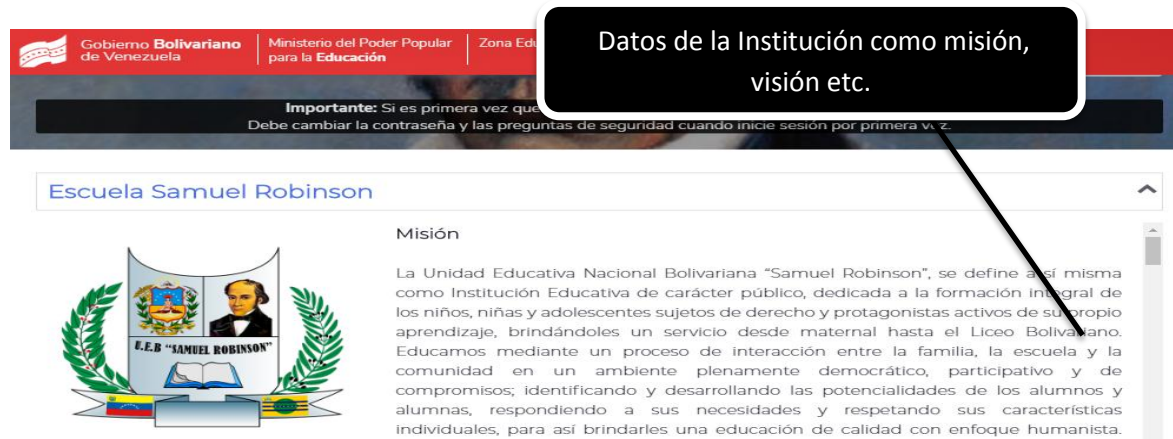 Gobierno Bolivariano
de Venezuela
Ministerio del Poder Popular
para la Educación
Zona Edu
Datos de la Institución como misión,
visión etc.
Importante: Si es primera vez que
Debe cambiar la contraseña y las preguntas de seguridad cuando inicie sesión por primera vez.
Escuela Samuel Robinson
U.E.B "SAMUEL ROBINSON"
Misión
La Unidad Educativa Nacional Bolivariana "Samuel Robinson", se define a sí misma
como Institución Educativa de carácter público, dedicada a la formación integral de
los niños, niñas y adolescentes sujetos de derecho y protagonistas activos de su propio
aprendizaje, brindándoles un servicio desde maternal hasta el Liceo Bolivariano.
Educamos mediante un proceso de interacción entre la familia, la escuela y la
comunidad en un ambiente plenamente democrático, participativo y de
compromisos; identificando y desarrollando las potencialidades de los alumnos y
alumnas, respondiendo a sus necesidades y respetando sus características
individuales, para así brindarles una educación de calidad con enfoque humanista.